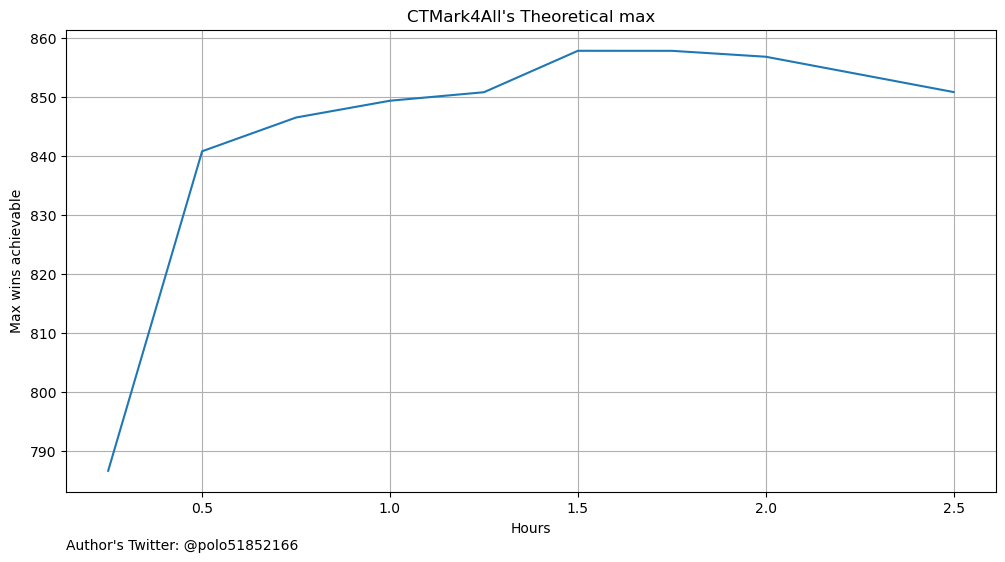 CTMark4All's Theoretical max
860
850
840
830
820
810
800
790
Max wins achievable
0.5 1.0 1.5 2.0 2.5
Hours
Author's Twitter: @polo51852166